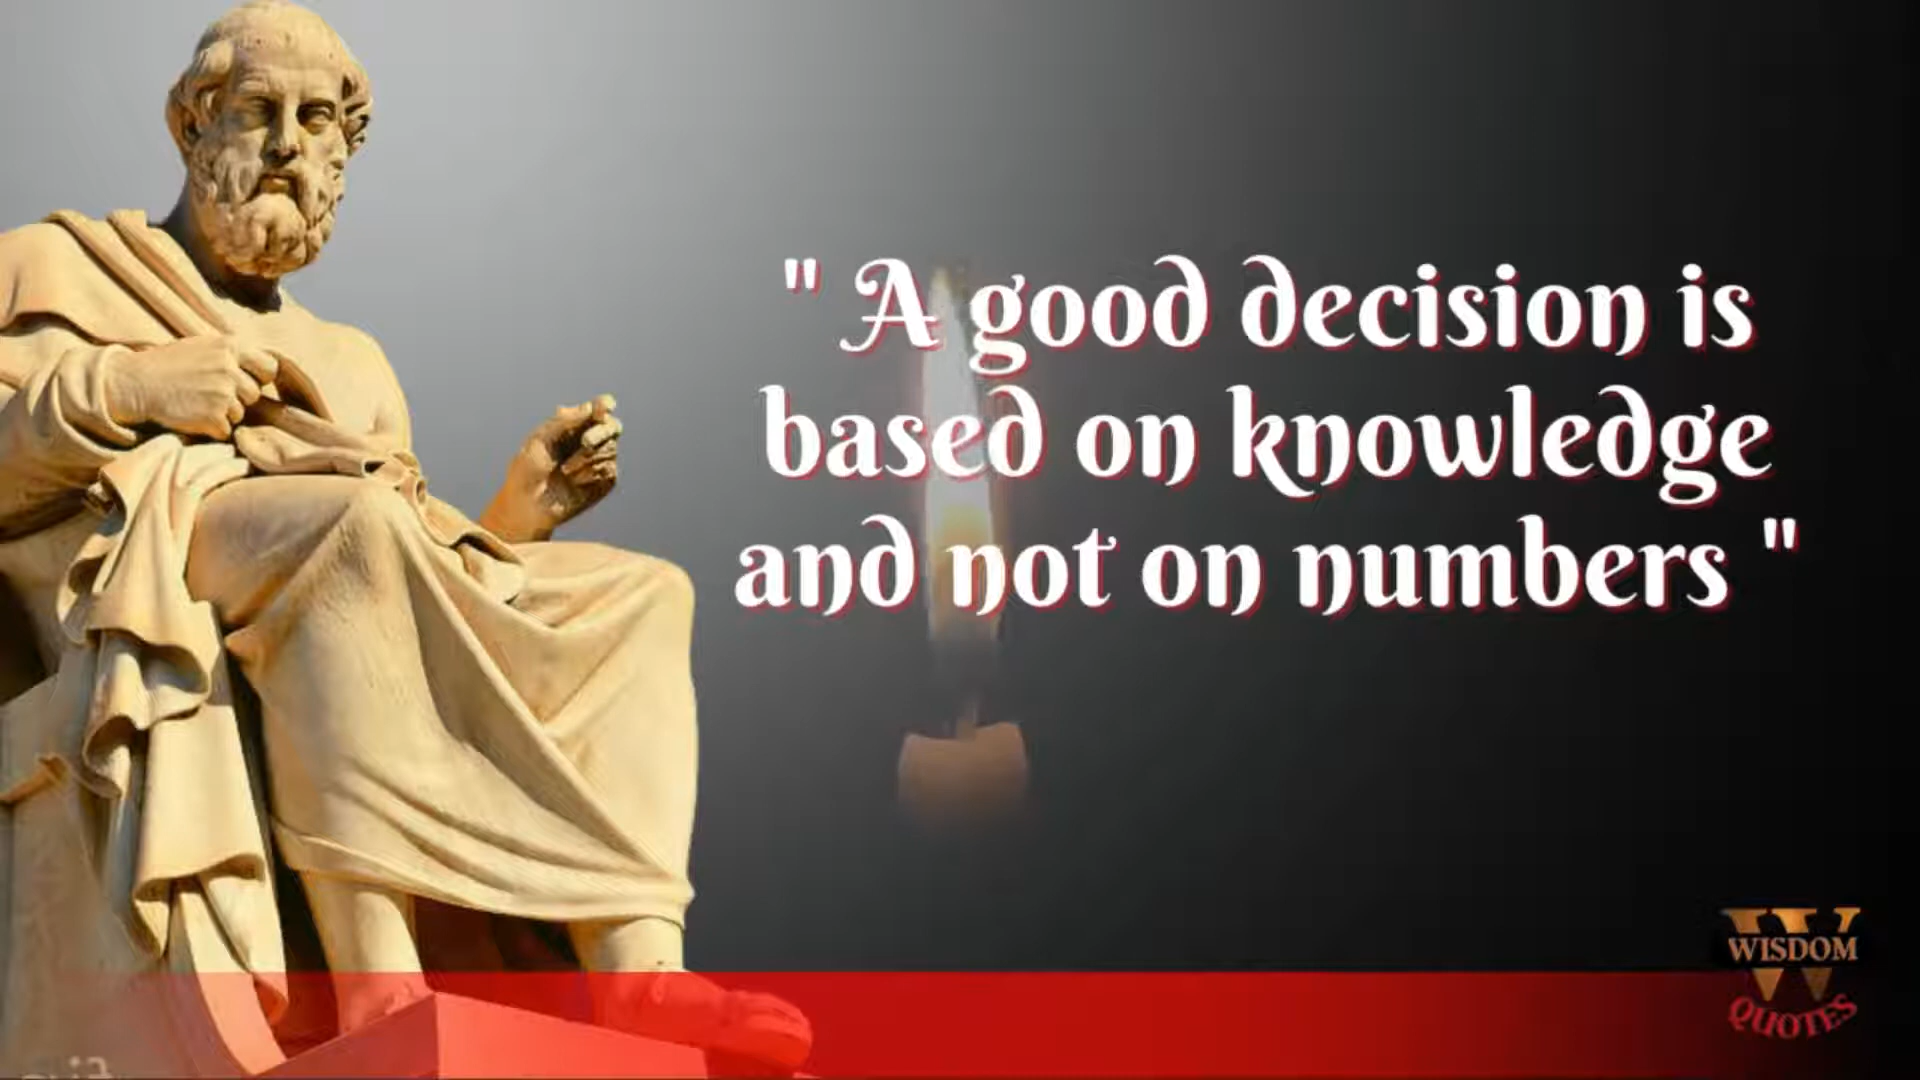 " A good decision is
based on knowledge
and not on numbers "
W
WISDOM
QUOTES